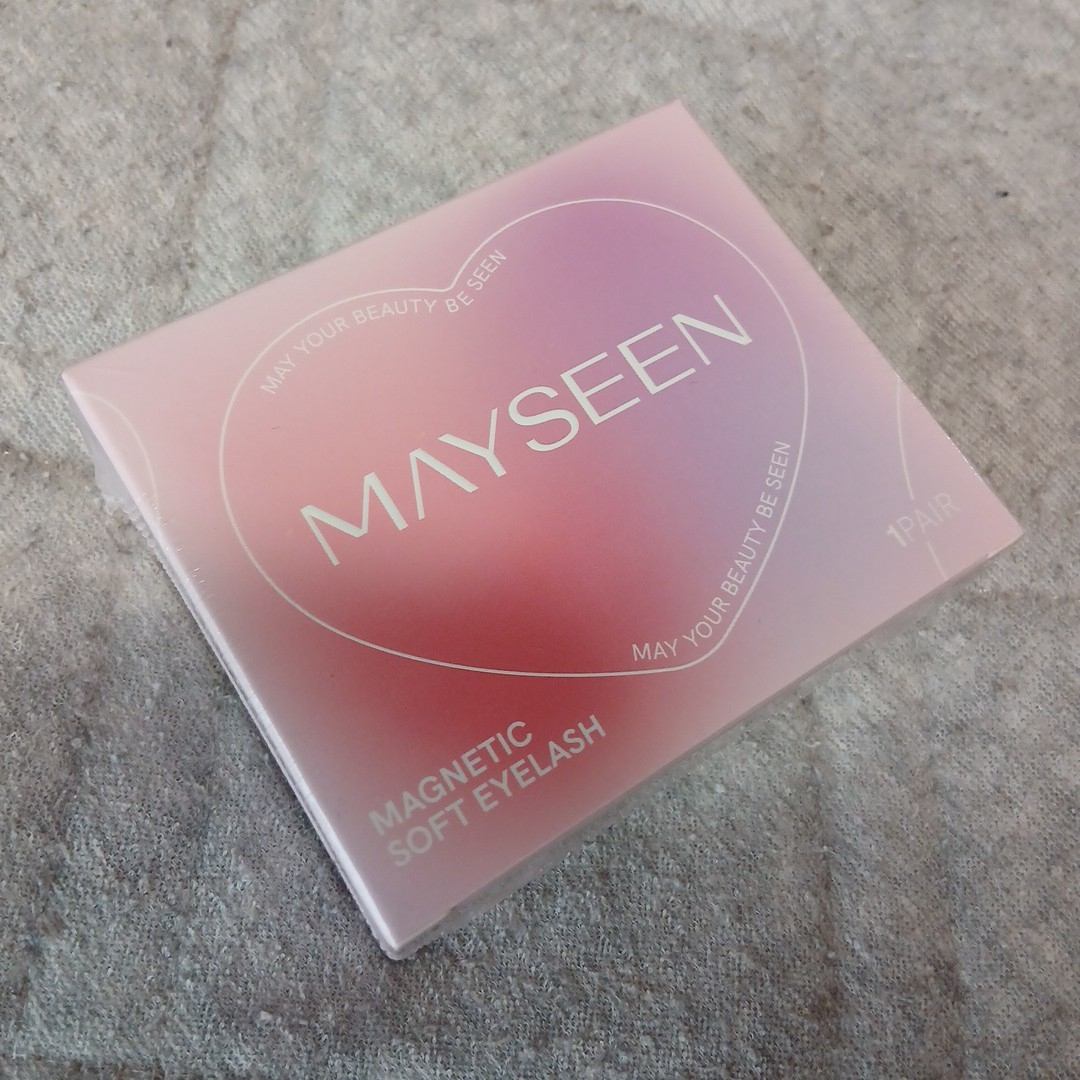 MAY YOUR BEAUTY BE SEEN
MAYSEEN
MAY YOUR BEAUTY BE SEEN
1PAIR
MAGNETIC
SOFT EYELASH